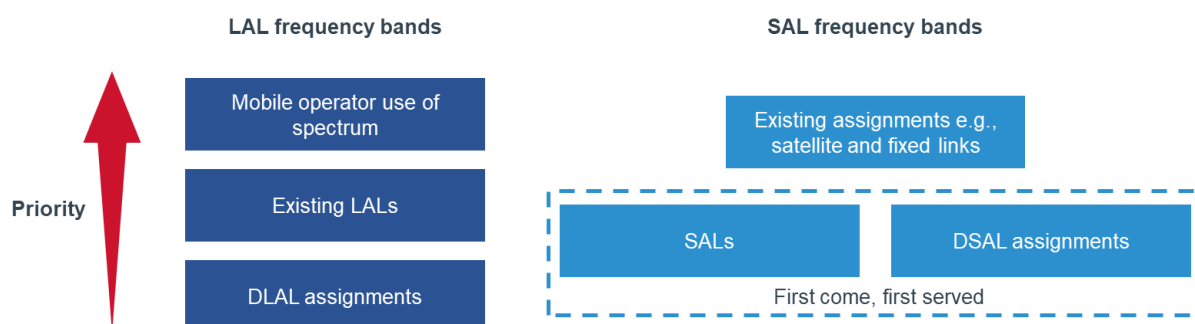 LAL frequency bands
SAL frequency bands
Priority
Mobile operator use of
spectrum
Existing LALs
DLAL assignments
Existing assignments e.g.,
satellite and fixed links
SALs
DSAL assignments
First come, first served